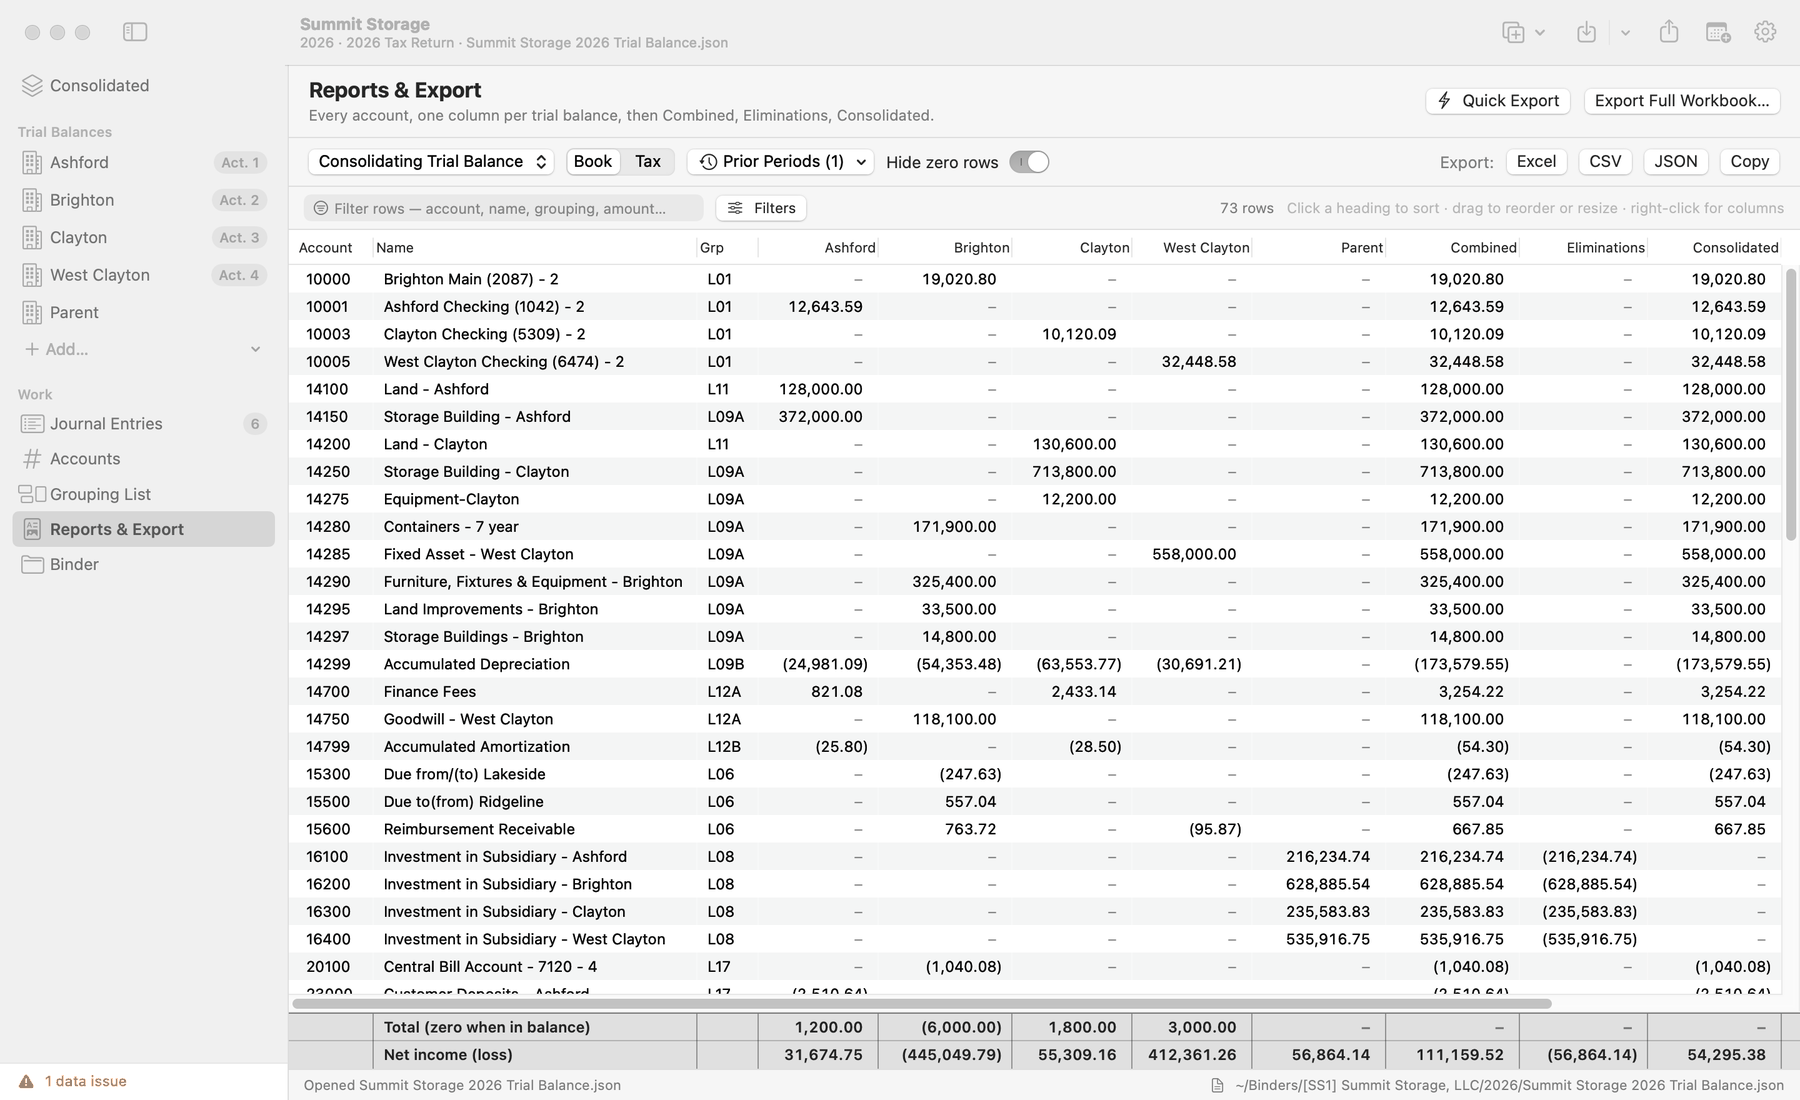 Summit Storage
2026 · 2026 Tax Return · Summit Storage 2026 Trial Balance.json
Consolidated
Trial Balances
Ashford Act. 1
Brighton Act. 2
Clayton Act. 3
West Clayton Act. 4
Parent
+ Add...
Work
Journal Entries 6
Accounts
Grouping List
Reports & Export
Binder
1 data issue
Reports & Export
Every account, one column per trial balance, then Combined, Eliminations, Consolidated.
Quick Export Export Full Workbook...
Consolidating Trial Balance Book Tax Prior Periods (1) Hide zero rows Export: Excel CSV JSON Copy
Filter rows — account, name, grouping, amount... Filters 73 rows Click a heading to sort · drag to reorder or resize · right-click for columns
Account Name Grp Ashford Brighton Clayton West Clayton Parent Combined Eliminations Consolidated
10000 Brighton Main (2087) - 2 L01 – 19,020.80 – – – 19,020.80 – 19,020.80
10001 Ashford Checking (1042) - 2 L01 12,643.59 – – – – 12,643.59 – 12,643.59
10003 Clayton Checking (5309) - 2 L01 – – 10,120.09 – – 10,120.09 – 10,120.09
10005 West Clayton Checking (6474) - 2 L01 – – – 32,448.58 – 32,448.58 – 32,448.58
14100 Land - Ashford L11 128,000.00 – – – – 128,000.00 – 128,000.00
14150 Storage Building - Ashford L09A 372,000.00 – – – – 372,000.00 – 372,000.00
14200 Land - Clayton L11 – – 130,600.00 – – 130,600.00 – 130,600.00
14250 Storage Building - Clayton L09A – – 713,800.00 – – 713,800.00 – 713,800.00
14275 Equipment-Clayton L09A – – 12,200.00 – – 12,200.00 – 12,200.00
14280 Containers - 7 year L09A – 171,900.00 – – – 171,900.00 – 171,900.00
14285 Fixed Asset - West Clayton L09A – – – 558,000.00 – 558,000.00 – 558,000.00
14290 Furniture, Fixtures & Equipment - Brighton L09A – 325,400.00 – – – 325,400.00 – 325,400.00
14295 Land Improvements - Brighton L09A – 33,500.00 – – – 33,500.00 – 33,500.00
14297 Storage Buildings - Brighton L09A – 14,800.00 – – – 14,800.00 – 14,800.00
14299 Accumulated Depreciation L09B (24,981.09) (54,353.48) (63,553.77) (30,691.21) – (173,579.55) – (173,579.55)
14700 Finance Fees L12A 821.08 – 2,433.14 – – 3,254.22 – 3,254.22
14750 Goodwill - West Clayton L12A – 118,100.00 – – – 118,100.00 – 118,100.00
14799 Accumulated Amortization L12B (25.80) – (28.50) – – (54.30) – (54.30)
15300 Due from/(to) Lakeside L06 – (247.63) – – – (247.63) – (247.63)
15500 Due to(from) Ridgeline L06 – 557.04 – – – 557.04 – 557.04
15600 Reimbursement Receivable L06 – 763.72 – (95.87) – 667.85 – 667.85
16100 Investment in Subsidiary - Ashford L08 – – – – 216,234.74 216,234.74 (216,234.74) –
16200 Investment in Subsidiary - Brighton L08 – – – – 628,885.54 628,885.54 (628,885.54) –
16300 Investment in Subsidiary - Clayton L08 – – – – 235,583.83 235,583.83 (235,583.83) –
16400 Investment in Subsidiary - West Clayton L08 – – – – 535,916.75 535,916.75 (535,916.75) –
20100 Central Bill Account - 7120 - 4 L17 – (1,040.08) – – – (1,040.08) – (1,040.08)
23000 Customer Deposits - Ashford L17 (2,510.64) (2,510.64) (2,510.64)
Total (zero when in balance) 1,200.00 (6,000.00) 1,800.00 3,000.00 – – – –
Net income (loss) 31,674.75 (445,049.79) 55,309.16 412,361.26 56,864.14 111,159.52 (56,864.14) 54,295.38
Opened Summit Storage 2026 Trial Balance.json ~/Binders/[SS1] Summit Storage, LLC/2026/Summit Storage 2026 Trial Balance.json